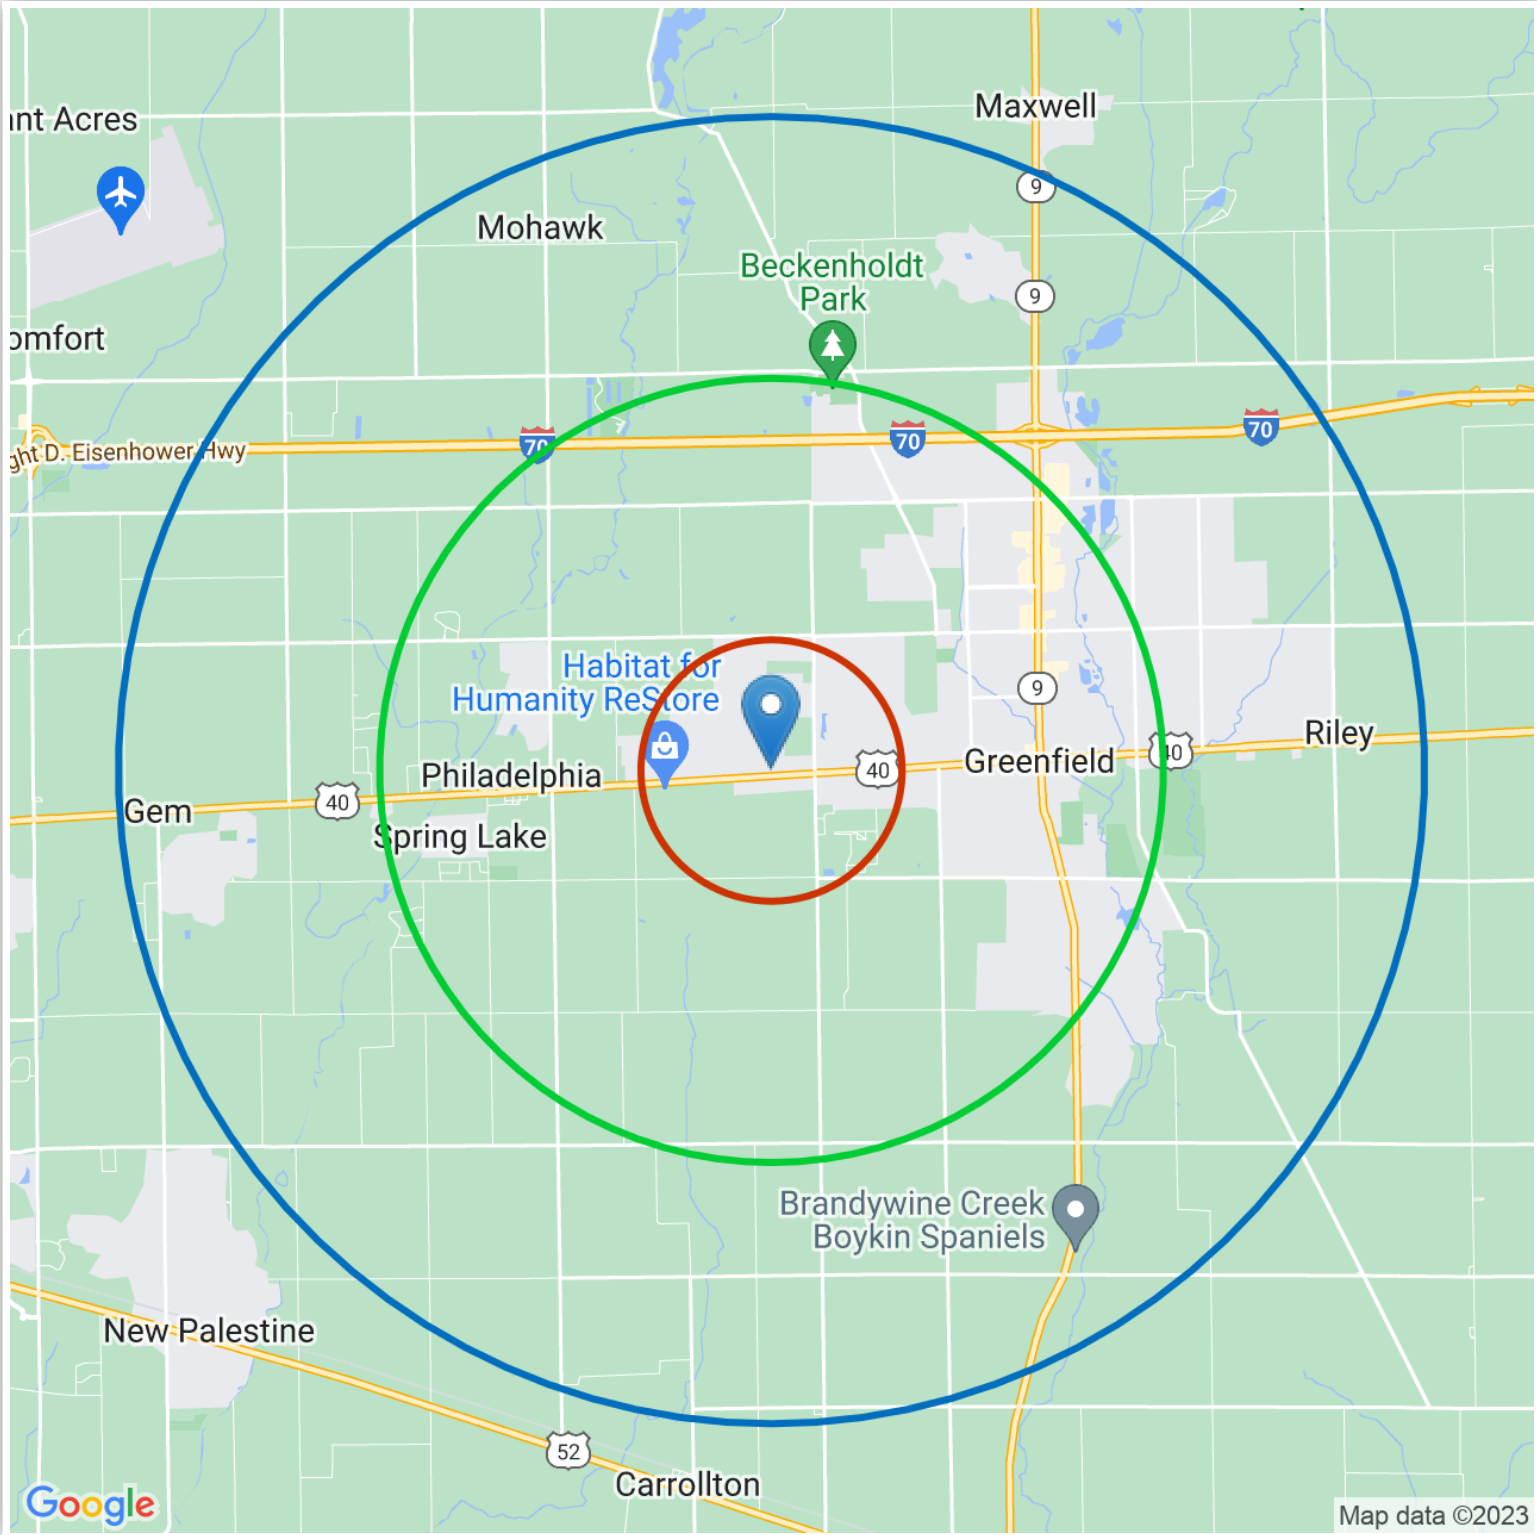 Maxwell
ant Acres
9
Mohawk
Beckenholdt
Park
9
omfort
70
70
70
ght D. Eisenhower Hwy
Habitat for
Humanity ReStore
9
Riley
40
Greenfield
40
Philadelphia
40
Gem
Spring Lake
Brandywine Creek
Boykin Spaniels
New Palestine
52
Carrollton
Google
Map data ©2023